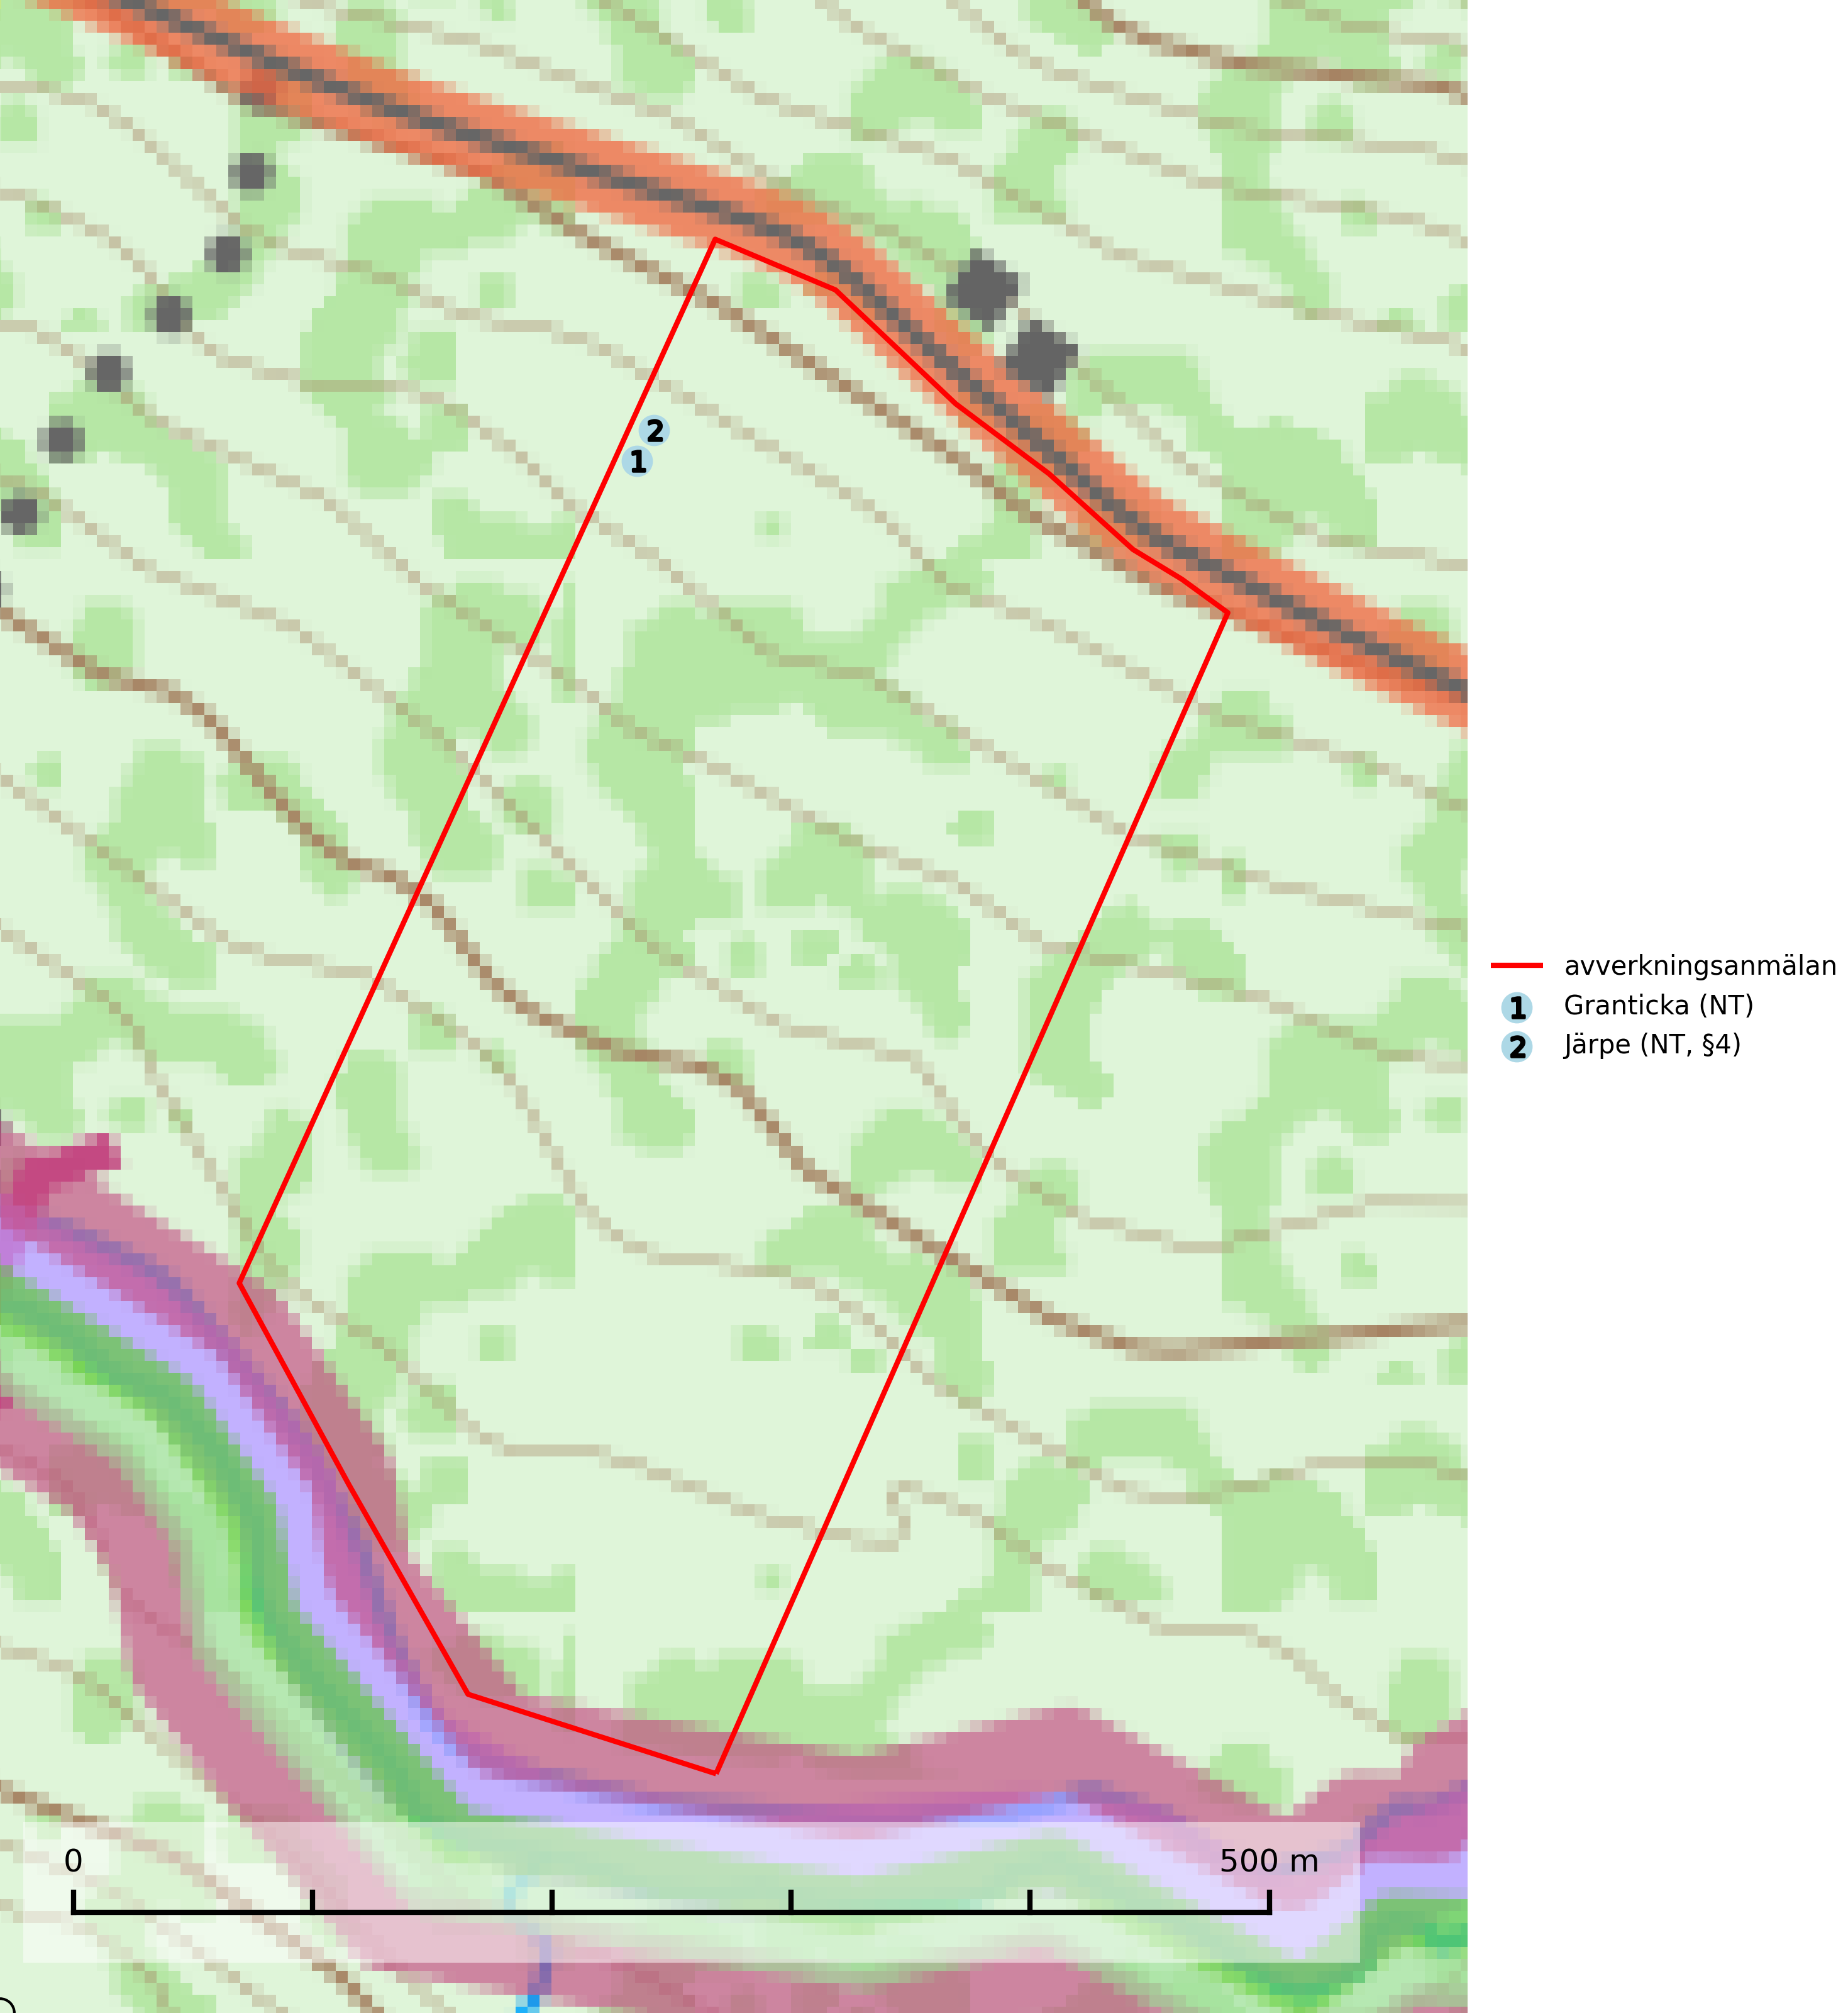 2
1
avverkningsanmälan
1 Granticka (NT)
2 Järpe (NT, §4)
0 500 m